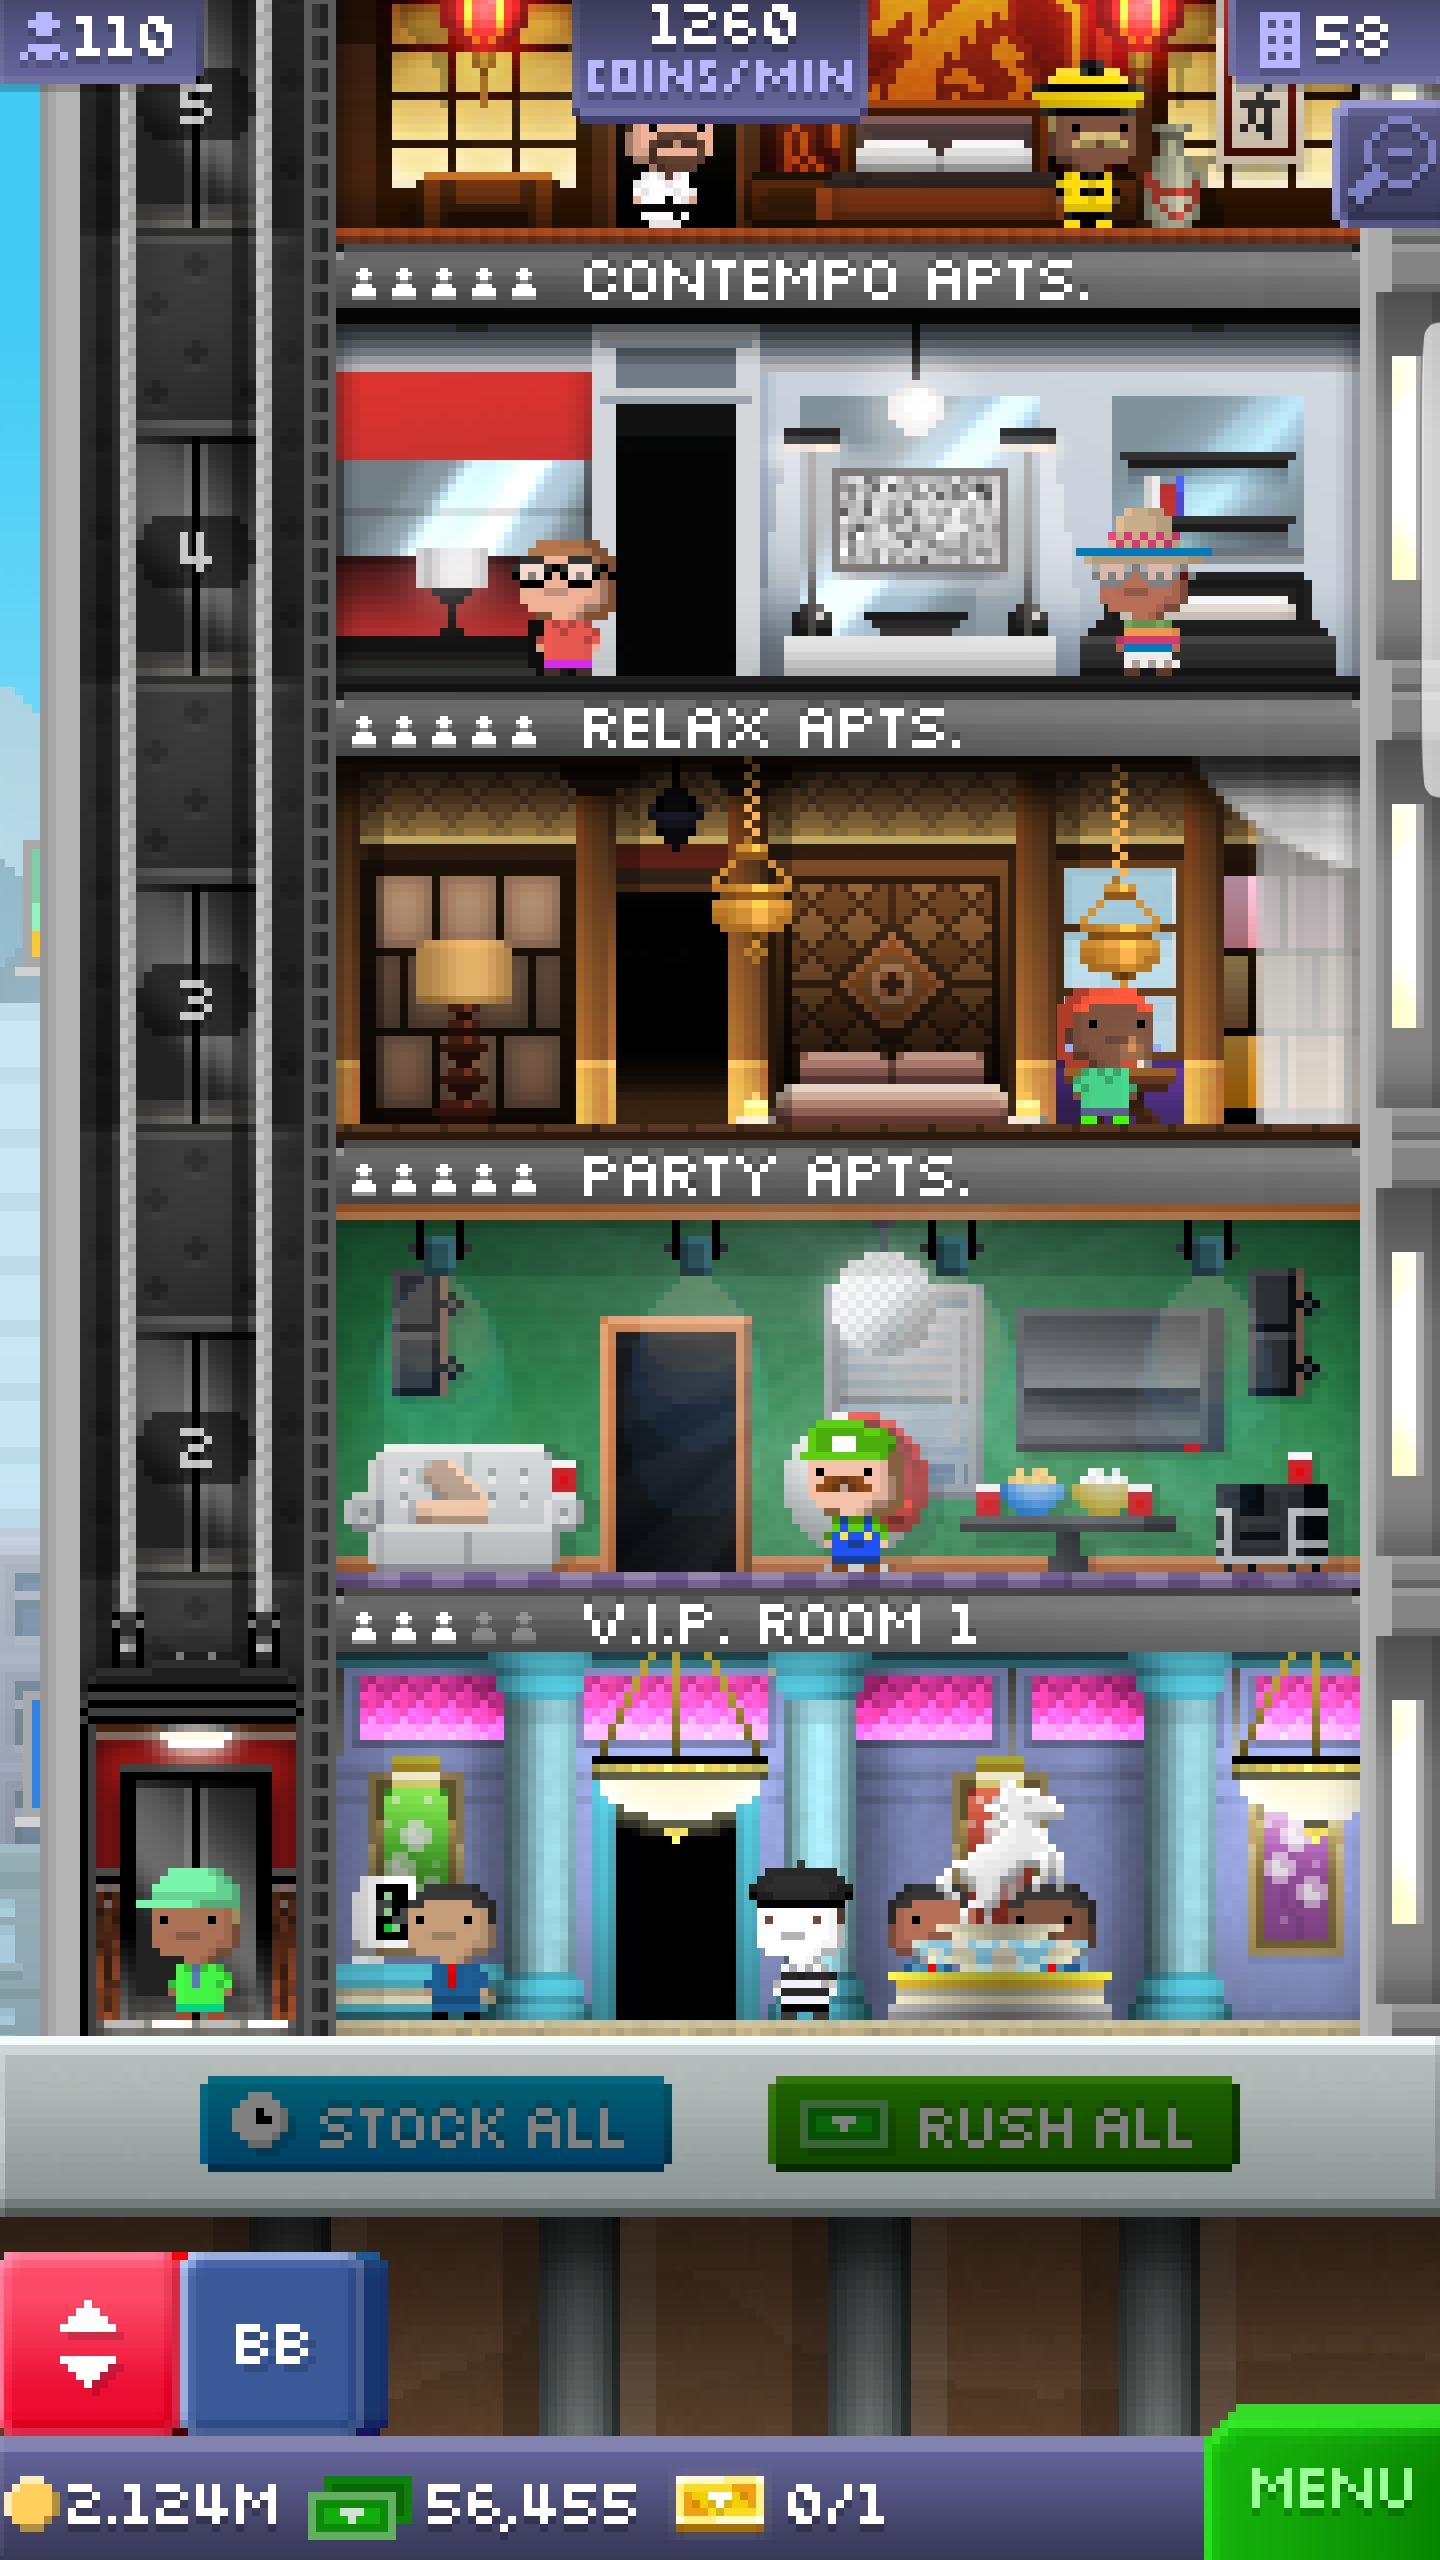 110
1260
COINS/MIN
58
5
CONTEMPO APTS.
4
RELAX APTS.
3
PARTY APTS.
2
V.I.P. ROOM 1
STOCK ALL
RUSH ALL
BB
2.124M
56,455
0/1
MENU